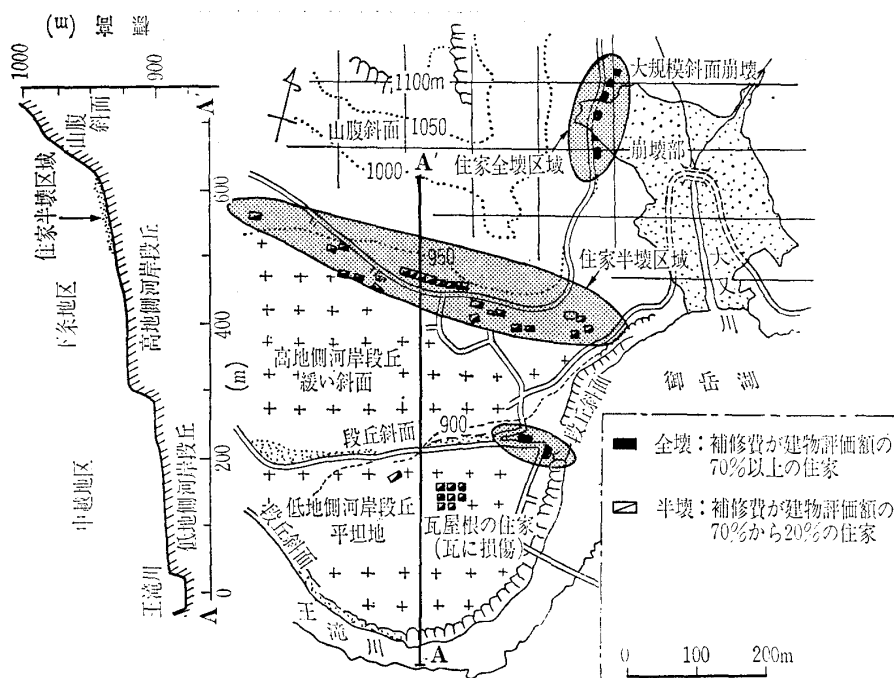 標高 (m)
1000
900
A'
山腹斜面
住家半壊区域
下条地区
高地側河岸段丘
中越地区
低地側河岸段丘
王滝川
600
400
(m)
200
0
A
1100m
山腹斜面 1050
1000
A'
大規模斜面崩壊
崩壊部
住家全壊区域
950
住家半壊区域
大又川
御岳湖
高地側河岸段丘
緩い斜面
900
段丘斜面
段丘斜面
低地側河岸段丘
平坦地
瓦屋根の住家
(瓦に損傷)
段丘斜面
王滝川
A
全壊:補修費が建物評価額の
70%以上の住家
半壊:補修費が建物評価額の
70%から20%の住家
0 100 200m